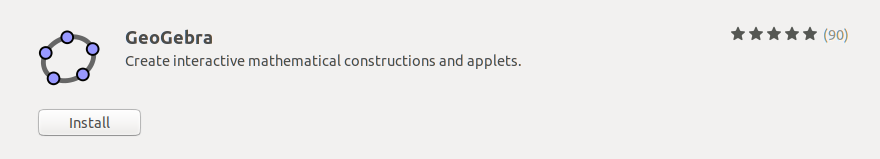 GeoGebra
(90)
Create interactive mathematical constructions and applets.
Install